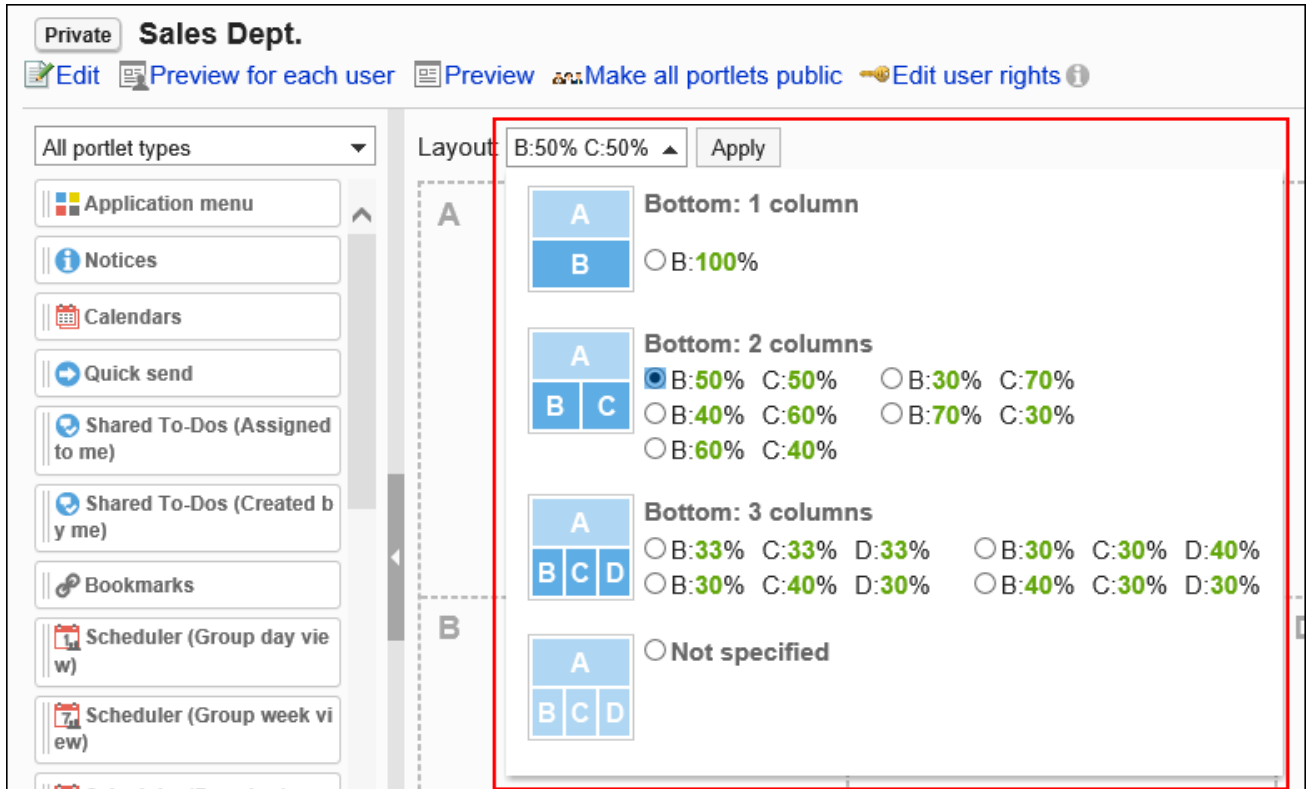 Private Sales Dept.
Edit Preview for each user Preview Make all portlets public Edit user rights
All portlet types
Application menu
Notices
Calendars
Quick send
Shared To-Dos (Assigned
to me)
Shared To-Dos (Created b
y me)
Bookmarks
Scheduler (Group day vie
w)
Scheduler (Group week vi
ew)
Layout: B:50% C:50% Apply
A
B
A
B
Bottom: 1 column
B:100%
A
B C
Bottom: 2 columns
B:50% C:50% B:30% C:70%
B:40% C:60% B:70% C:30%
B:60% C:40%
A
B C D
Bottom: 3 columns
B:33% C:33% D:33% B:30% C:30% D:40%
B:30% C:40% D:30% B:40% C:30% D:30%
A
B C D
Not specified